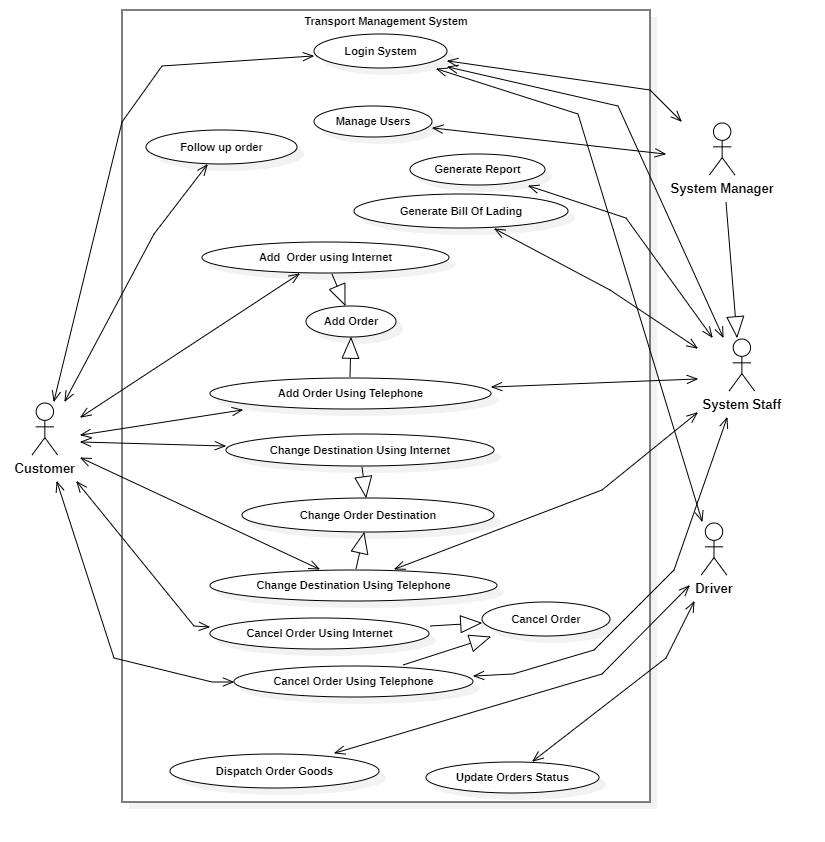 Transport Management System
Login System
Manage Users
Follow up order
Generate Report
System Manager
Generate Bill Of Lading
Add Order using Internet
Add Order
Add Order Using Telephone
System Staff
Change Destination Using Internet
Customer
Change Order Destination
Change Destination Using Telephone
Driver
Cancel Order
Cancel Order Using Internet
Cancel Order Using Telephone
Dispatch Order Goods
Update Orders Status